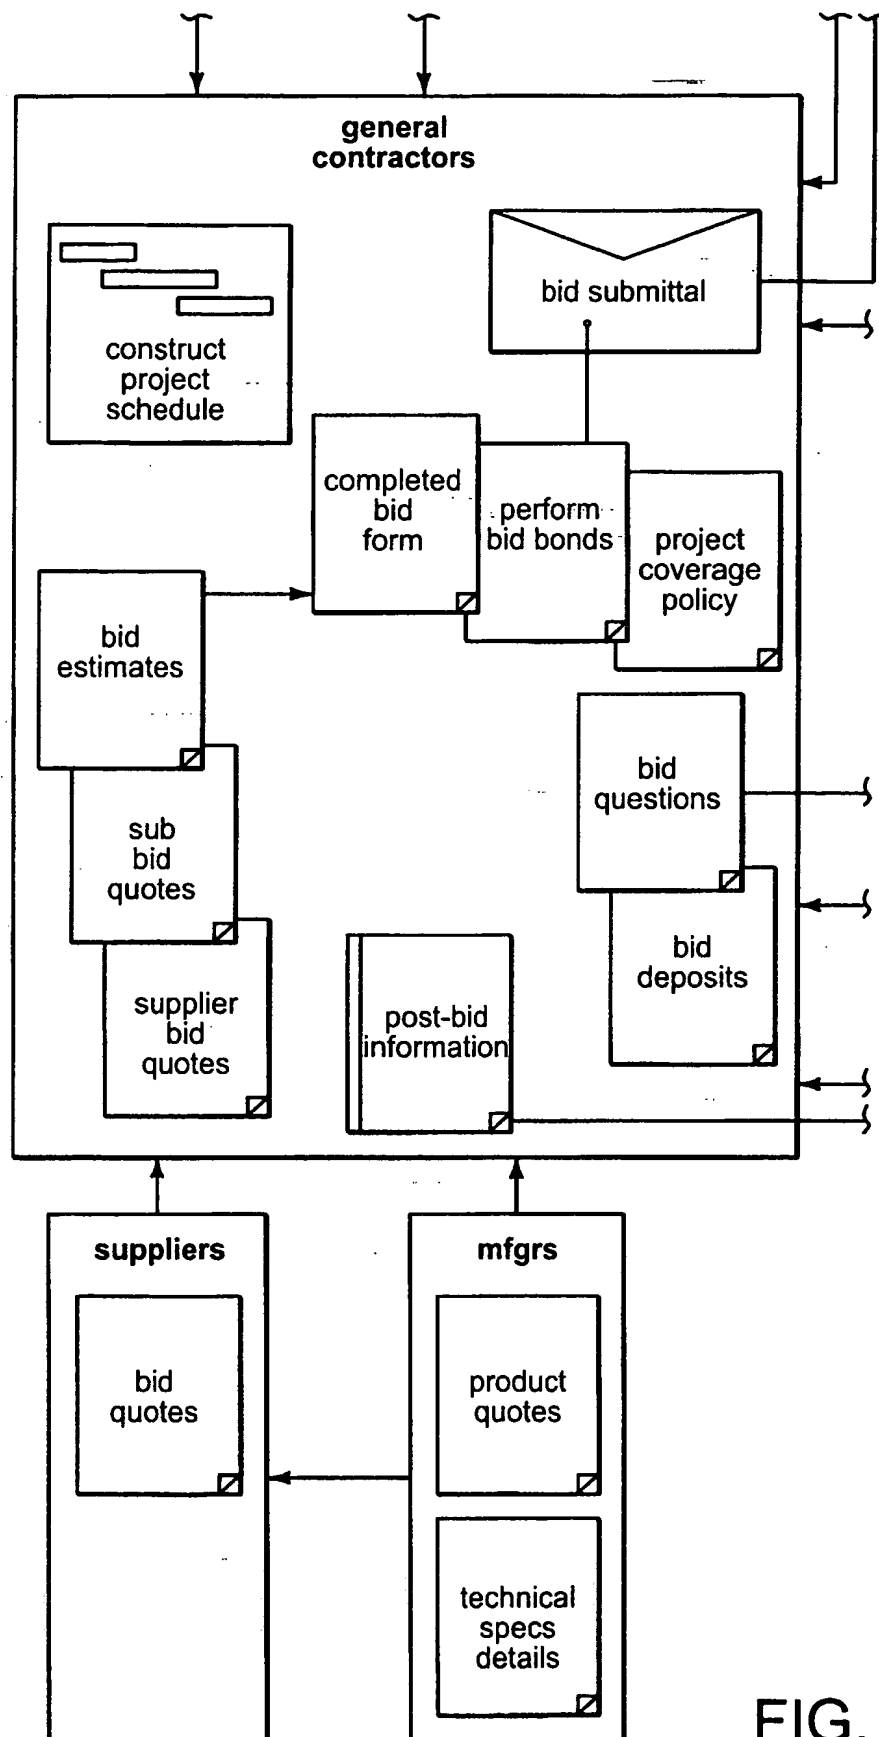 general
contractors
bid submittal
construct
project
schedule
completed
bid
form
perform
bid bonds
project
coverage
policy
bid
estimates
bid
questions
sub
bid
quotes
bid
deposits
supplier
bid
quotes
post-bid
information
suppliers
mfgrs
bid
quotes
product
quotes
technical
specs
details
FIG.